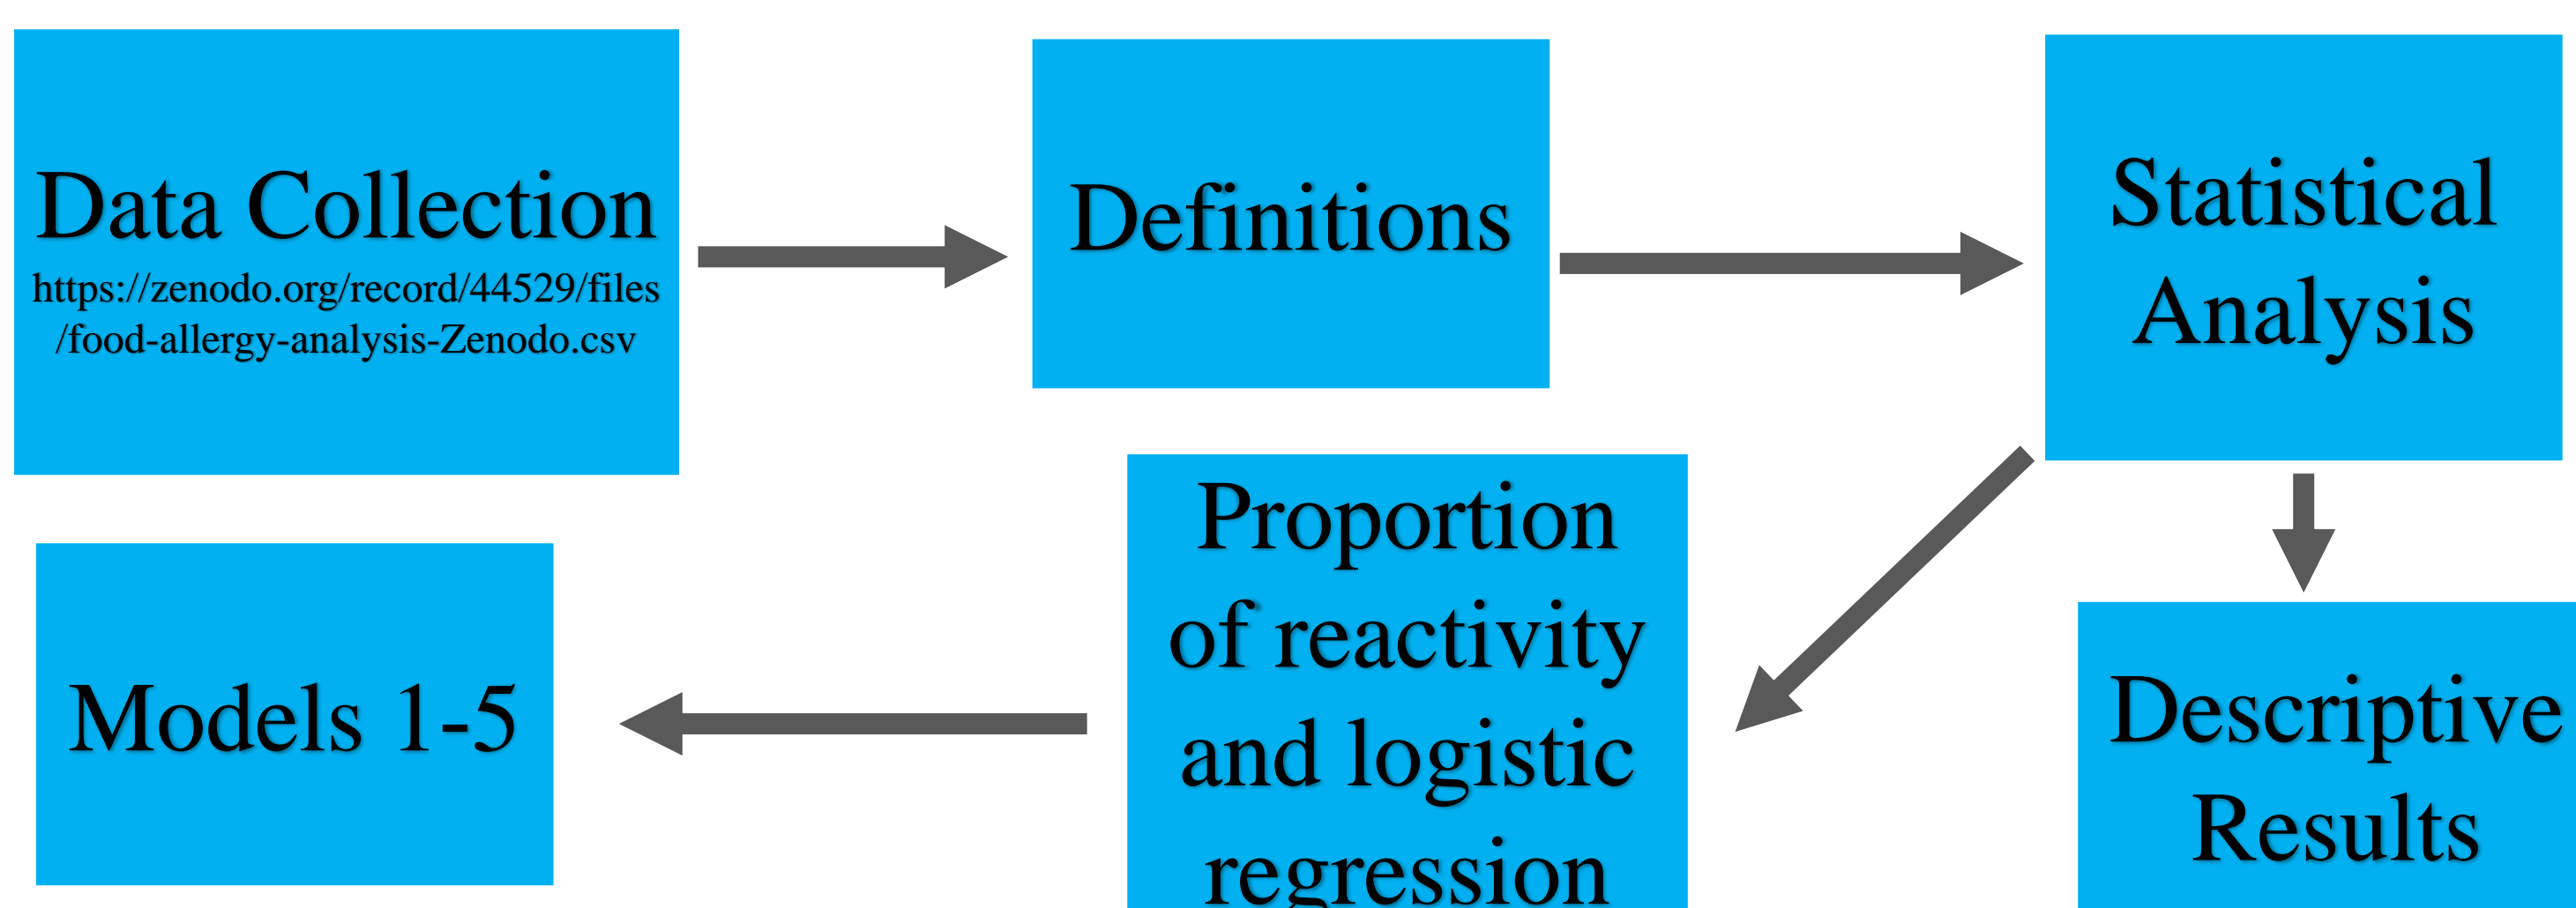 Data Collection
https://zenodo.org/record/44529/files
/food-allergy-analysis-Zenodo.csv
Definitions
Statistical
Analysis
Proportion
of reactivity
and logistic
regression
Models 1-5
Descriptive
Results